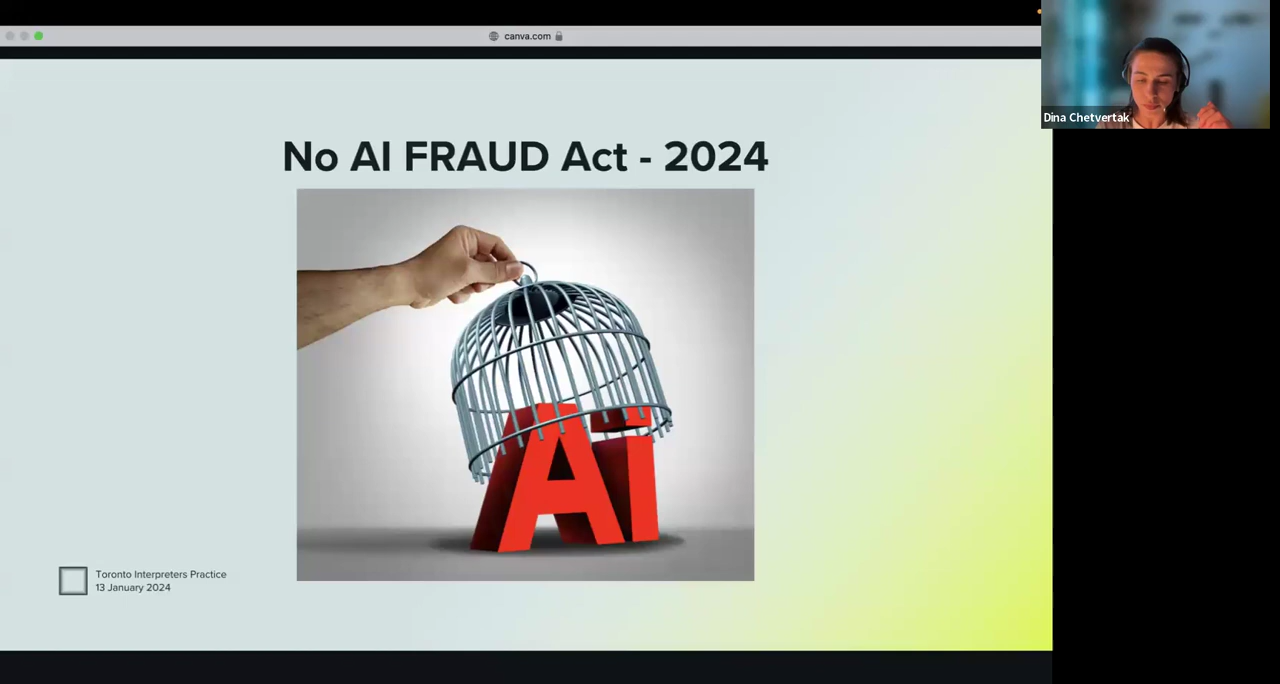 canva.com
Dina Chetvertak
No AI FRAUD Act - 2024
Ai
Toronto Interpreters Practice
13 January 2024